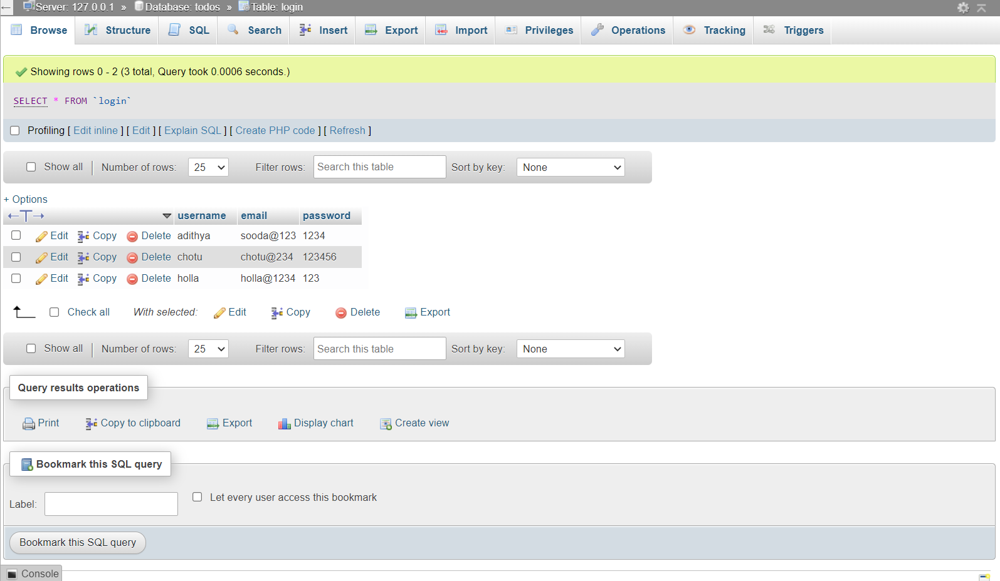 Server: 127.0.0.1 » Database: todos » Table: login
Browse Structure SQL Search Insert Export Import Privileges Operations Tracking Triggers
Showing rows 0 - 2 (3 total, Query took 0.0006 seconds.)
SELECT * FROM `login`
Profiling [ Edit inline ] [ Edit ] [ Explain SQL ] [ Create PHP code ] [ Refresh ]
Show all Number of rows: 25 Filter rows: Search this table Sort by key: None
+ Options
username email password
Edit Copy Delete adithya sooda@123 1234
Edit Copy Delete chotu chotu@234 123456
Edit Copy Delete holla holla@1234 123
Check all With selected: Edit Copy Delete Export
Show all Number of rows: 25 Filter rows: Search this table Sort by key: None
Query results operations
Print Copy to clipboard Export Display chart Create view
Bookmark this SQL query
Label: Let every user access this bookmark
Bookmark this SQL query
Console